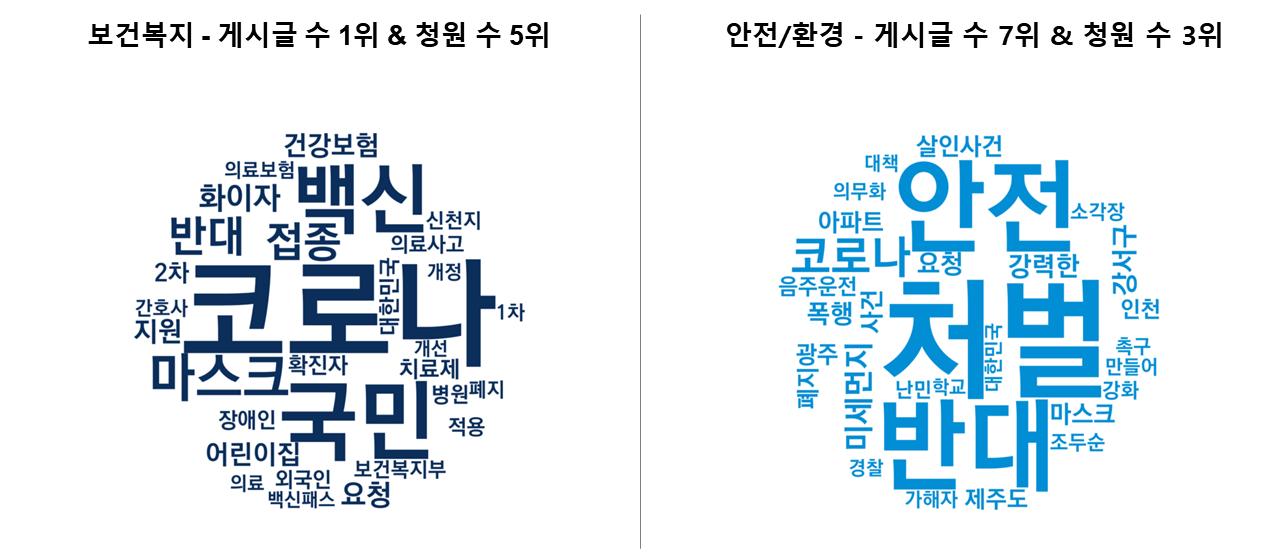 보건복지 - 게시글 수 1위 & 청원 수 5위
건강보험
의료보험
백신
화이자
신천지
반대
접종
의료사고
2차
코로나
대한민국
개정
간호사
1차
지원
개선
마스크
확진자
치료제
국민
병원
폐지
장애인
적용
어린이집
보건복지부
의료
외국인
백신패스
요청
안전/환경 - 게시글 수 7위 & 청원 수 3위
살인사건
대책
안전
의무화
아파트
소각장
코로나
요청
강력한
강서구
음주운전
처벌
폭행
사건
인천
대한민국
광주
촉구
폐지
미세먼지
만들어
난민학교
강화
반대
마스크
조두순
경찰
가해자
제주도